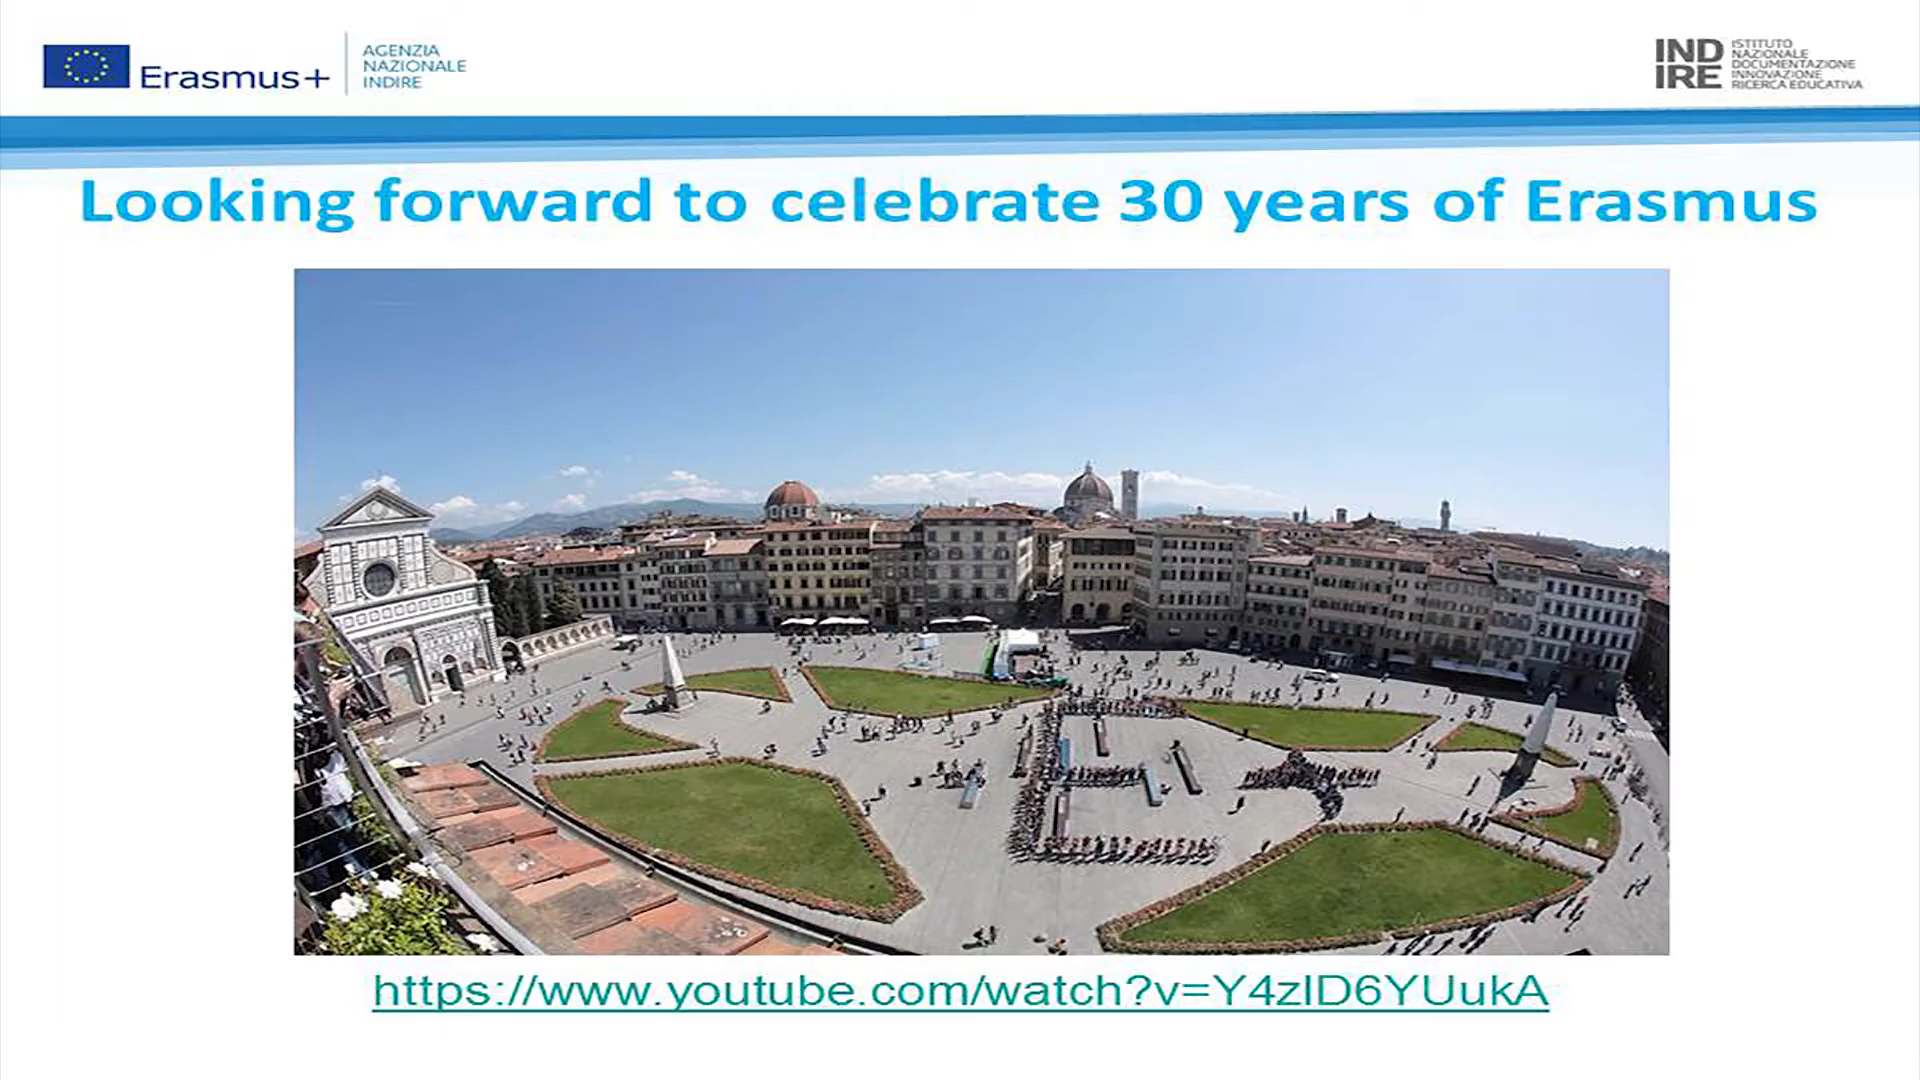 Erasmus+
AGENZIA
NAZIONALE
INDIRE
IND
IRE
ISTITUTO
NAZIONALE
DOCUMENTAZIONE
INNOVAZIONE
RICERCA EDUCATIVA
Looking forward to celebrate 30 years of Erasmus
E+
https://www.youtube.com/watch?v=Y4zID6YUukA